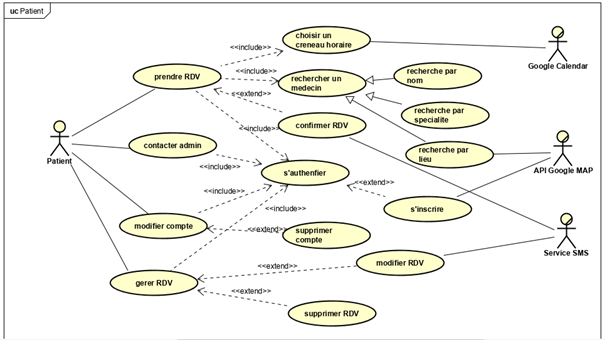 uc Patient
choisir un
creneau horaire
Google Calendar
<<include>>
prendre RDV
<<include>>
rechercher un
medecin
recherche par
nom
<<extend>>
recherche par
specialite
confirmer RDV
<<include>>
Patient
contacter admin
recherche par
lieu
API Google MAP
<<include>>
s'authenfier
<<extend>>
<<include>>
s'inscrire
<<include>>
modifier compte
<<extend>>
supprimer
compte
Service SMS
modifier RDV
<<extend>>
gerer RDV
<<extend>>
supprimer RDV